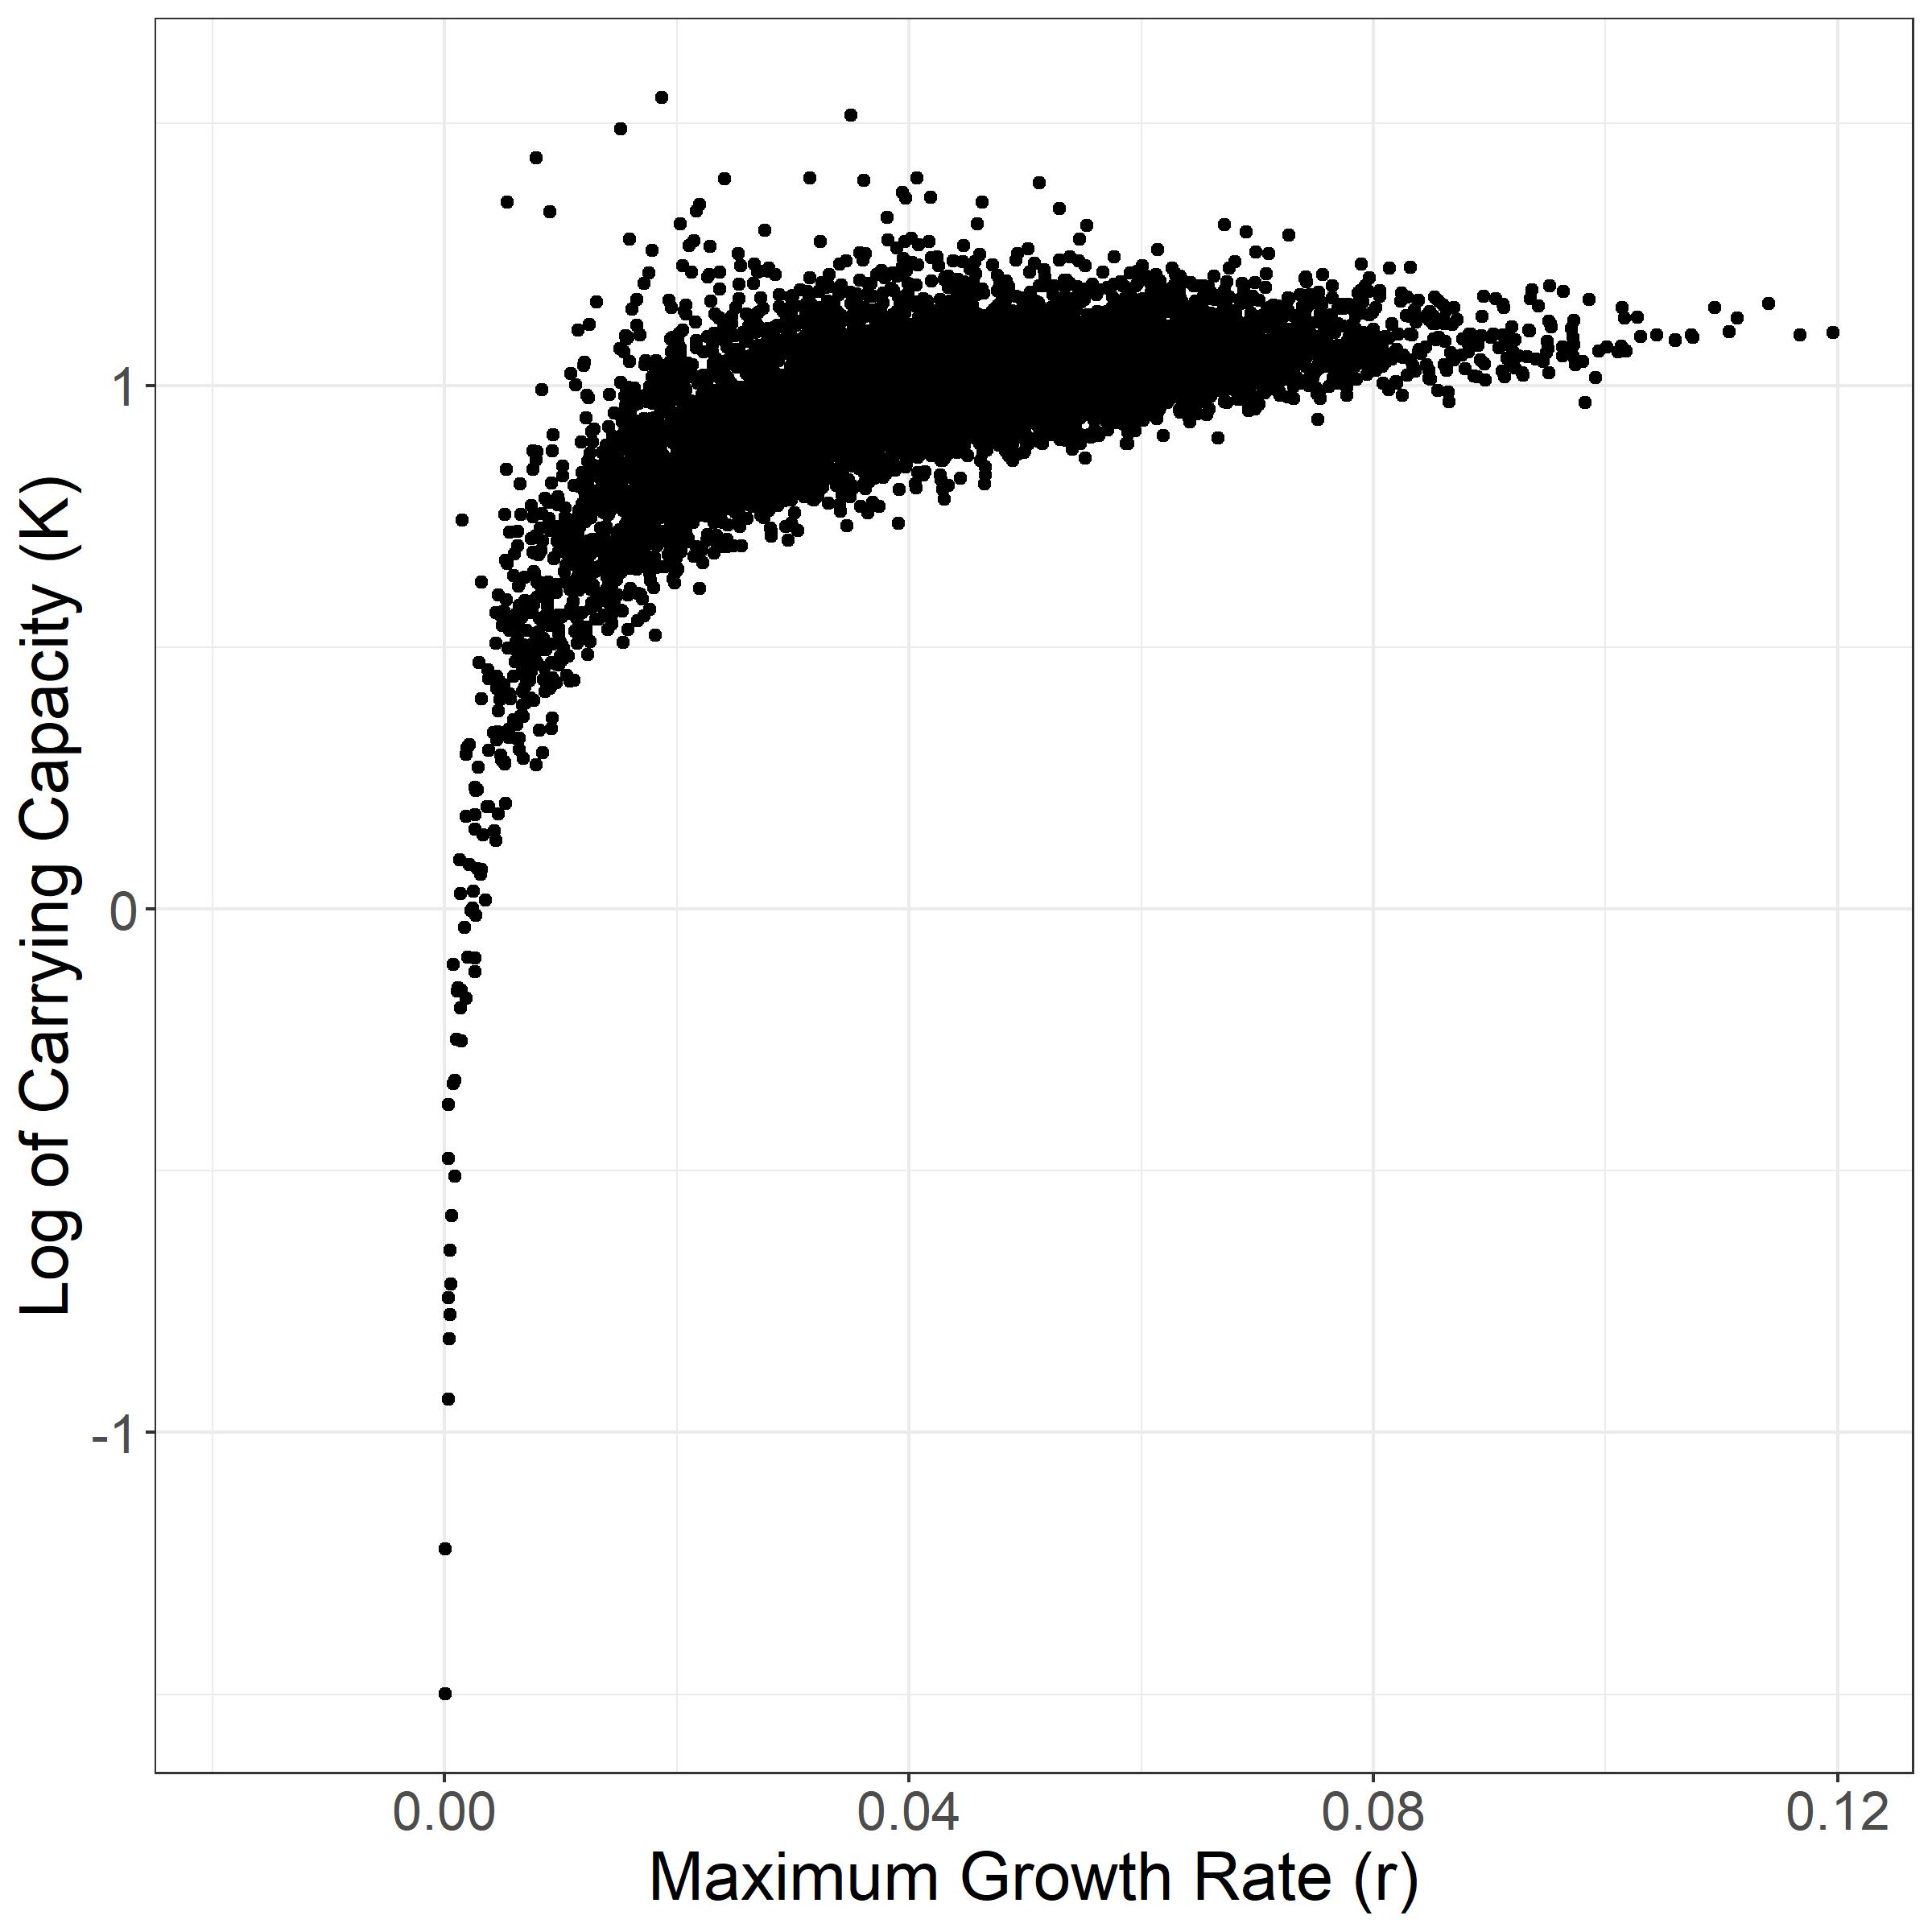 Log of Carrying Capacity (K)
1
0
-1
0.00 0.04 0.08 0.12
Maximum Growth Rate (r)